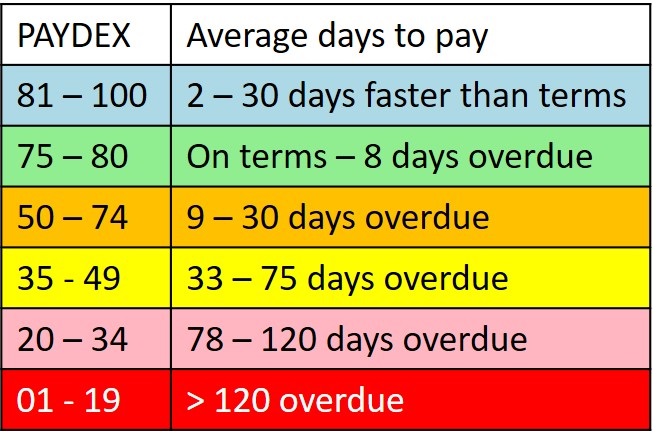 PAYDEX Average days to pay
81 – 100 2 – 30 days faster than terms
75 – 80 On terms – 8 days overdue
50 – 74 9 – 30 days overdue
35 - 49 33 – 75 days overdue
20 – 34 78 – 120 days overdue
01 - 19 > 120 overdue